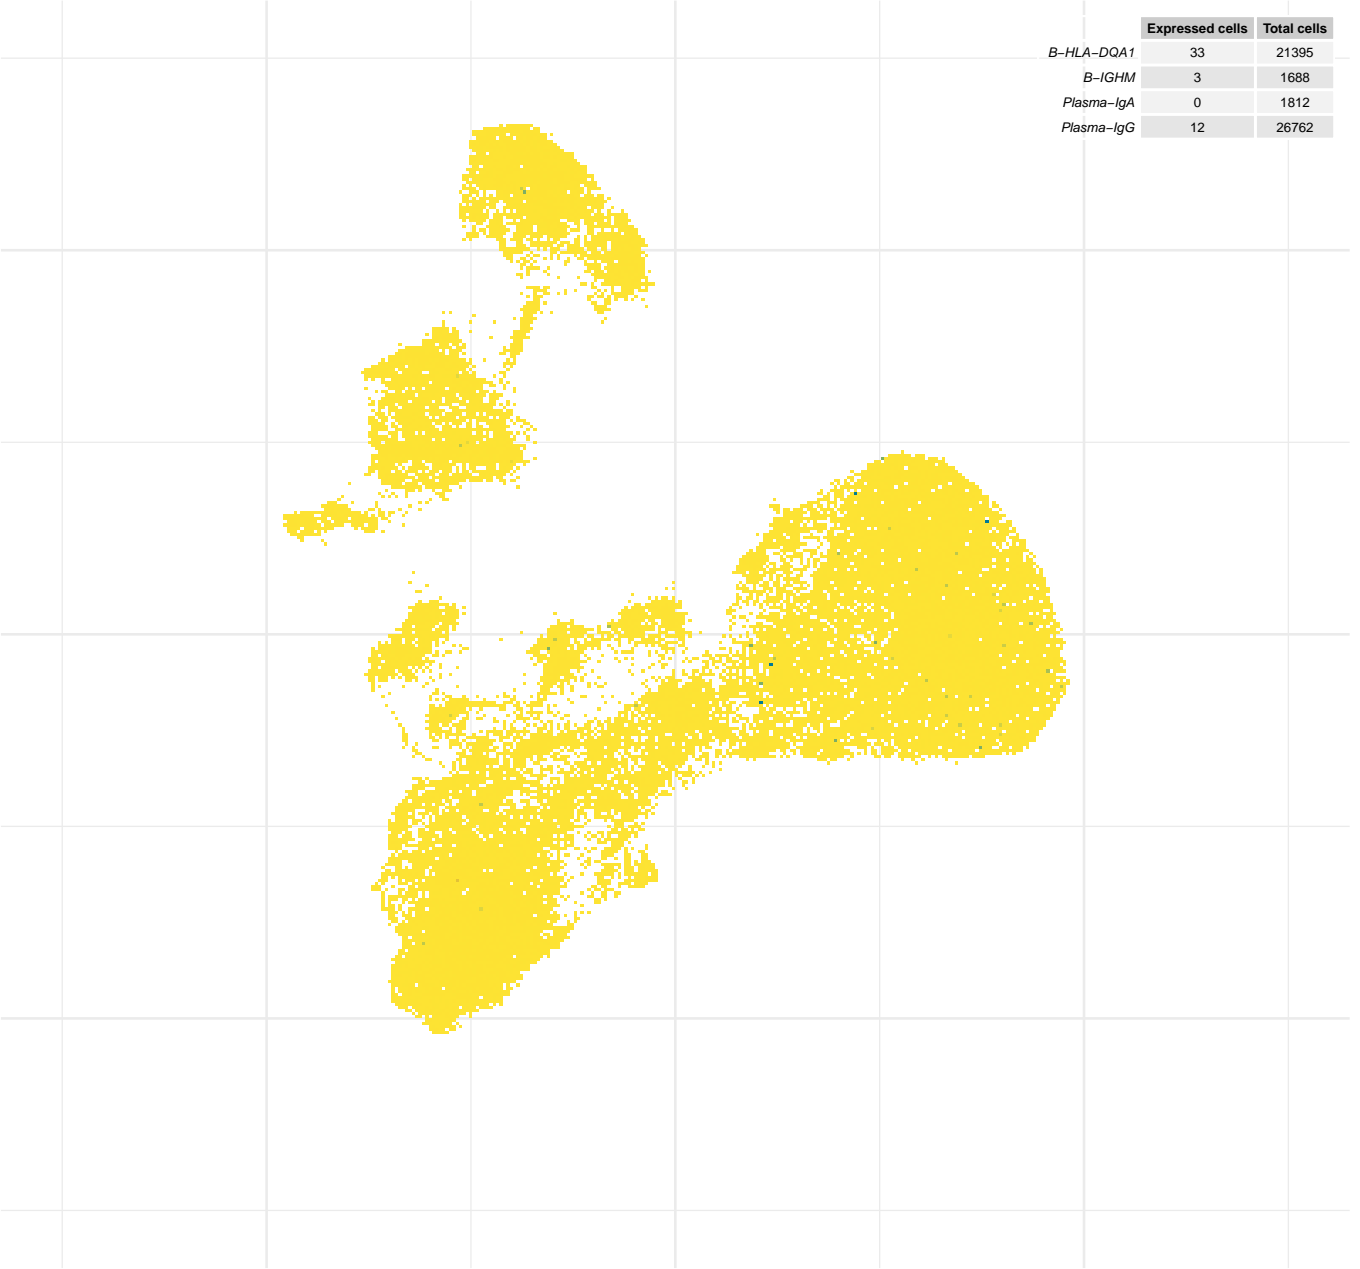 Expressed cells Total cells
B−HLA−DQA1 33 21395
B−IGHM 3 1688
Plasma−IgA 0 1812
Plasma−IgG 12 26762